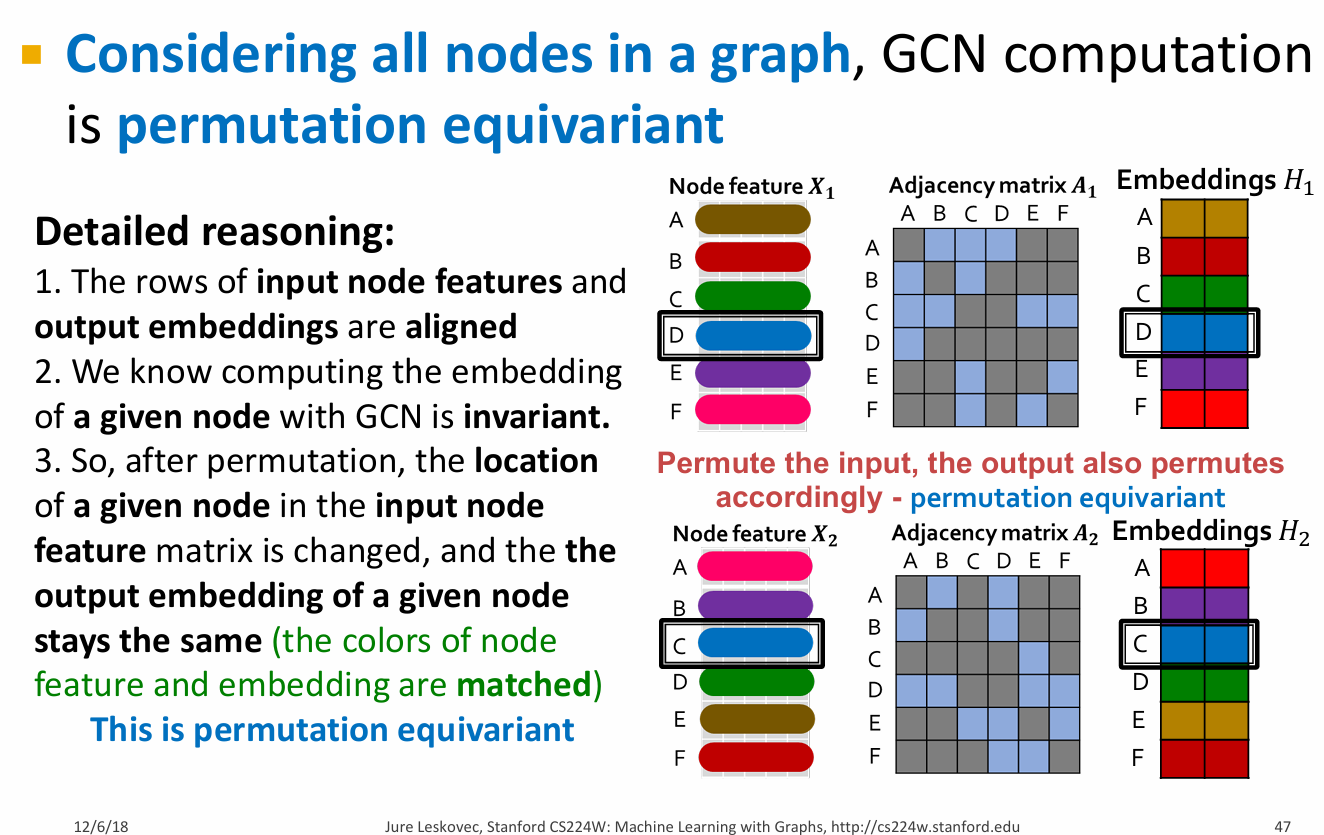 Considering all nodes in a graph, GCN computation
is permutation equivariant
Detailed reasoning:
1. The rows of input node features and
output embeddings are aligned
2. We know computing the embedding
of a given node with GCN is invariant.
3. So, after permutation, the location
of a given node in the input node
feature matrix is changed, and the the
output embedding of a given node
stays the same (the colors of node
feature and embedding are matched)
This is permutation equivariant
Node feature X₁
A
B
C
D
E
F
Adjacency matrix A₁
A B C D E F
A
B
C
D
E
F
Embeddings H₁
A
B
C
D
E
F
Permute the input, the output also permutes
accordingly - permutation equivariant
Node feature X₂
A
B
C
D
E
F
Adjacency matrix A₂
A B C D E F
A
B
C
D
E
F
Embeddings H₂
A
B
C
D
E
F
12/6/18
Jure Leskovec, Stanford CS224W: Machine Learning with Graphs, http://cs224w.stanford.edu
47